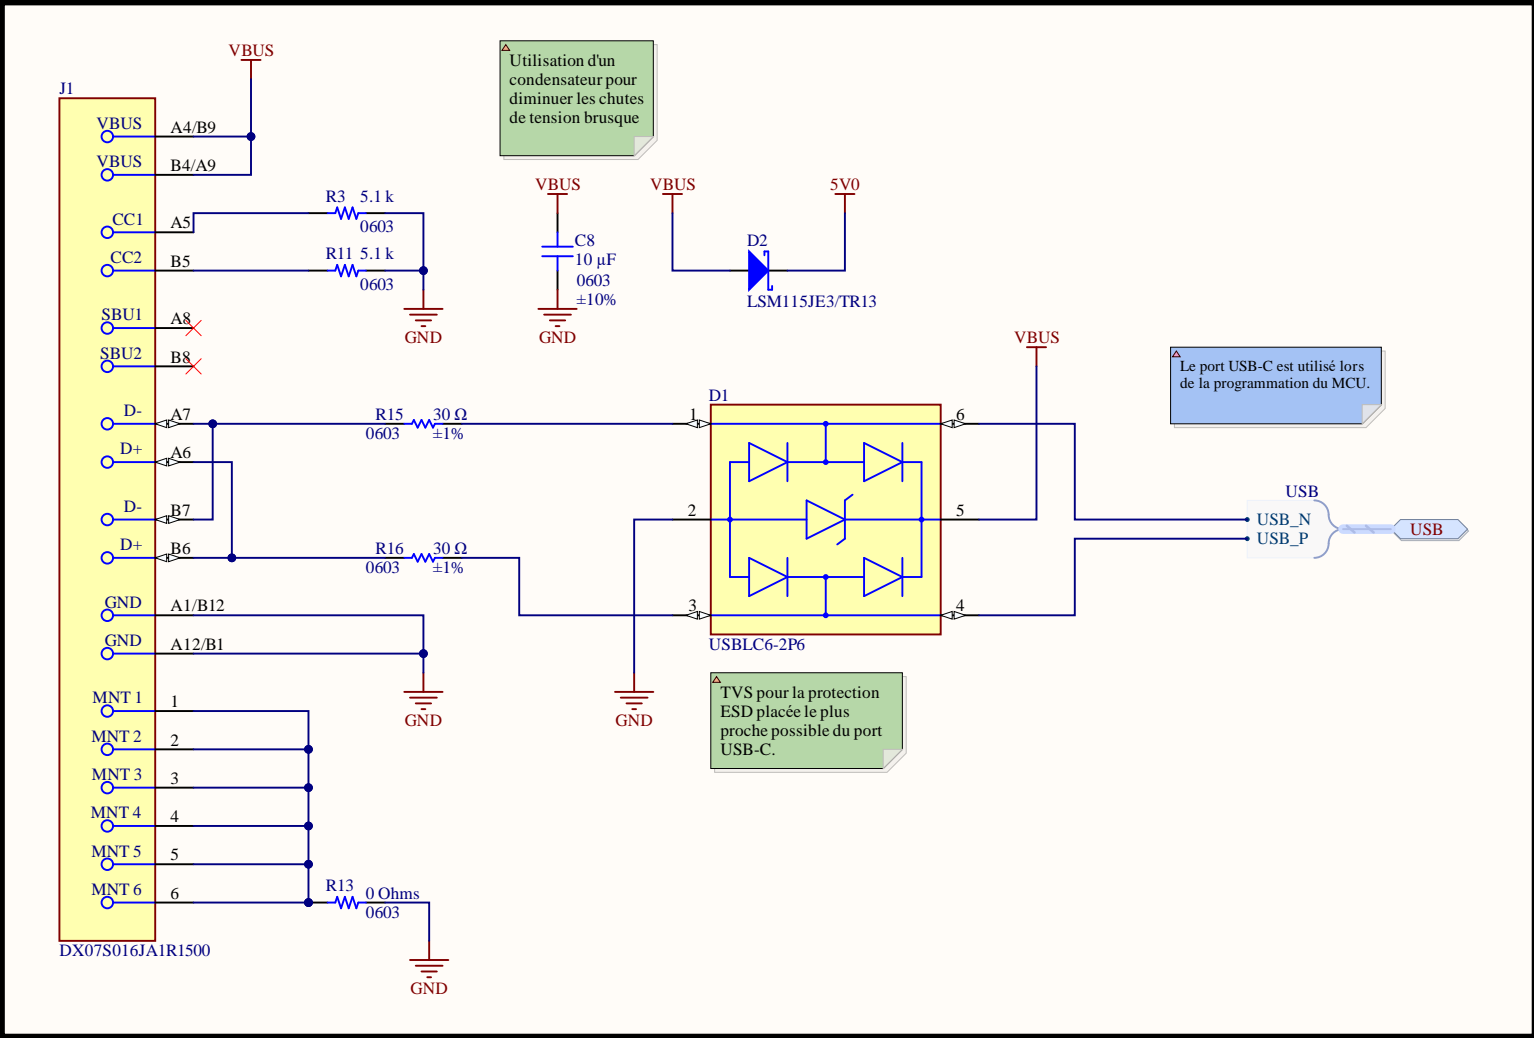 VBUS
J1
VBUS A4/B9
VBUS B4/A9
CC1 A5
CC2 B5
SBU1 A8
SBU2 B8
D- A7
D+ A6
D- B7
D+ B6
GND A1/B12
GND A12/B1
MNT 1 1
MNT 2 2
MNT 3 3
MNT 4 4
MNT 5 5
MNT 6 6
DX07S016JA1R1500
R3 5.1 k
0603
R11 5.1 k
0603
GND
R15 30 Ω
0603 ±1%
R16 30 Ω
0603 ±1%
GND
R13 0 Ohms
0603
GND
Utilisation d'un
condensateur pour
diminuer les chutes
de tension brusque
VBUS
C8
10 µF
0603
±10%
GND
VBUS
5V0
D2
LSM115JE3/TR13
D1
1
2
3
6
5
4
USBLC6-2P6
GND
VBUS
TVS pour la protection
ESD placée le plus
proche possible du port
USB-C.
Le port USB-C est utilisé lors
de la programmation du MCU.
USB
USB_N
USB_P
USB